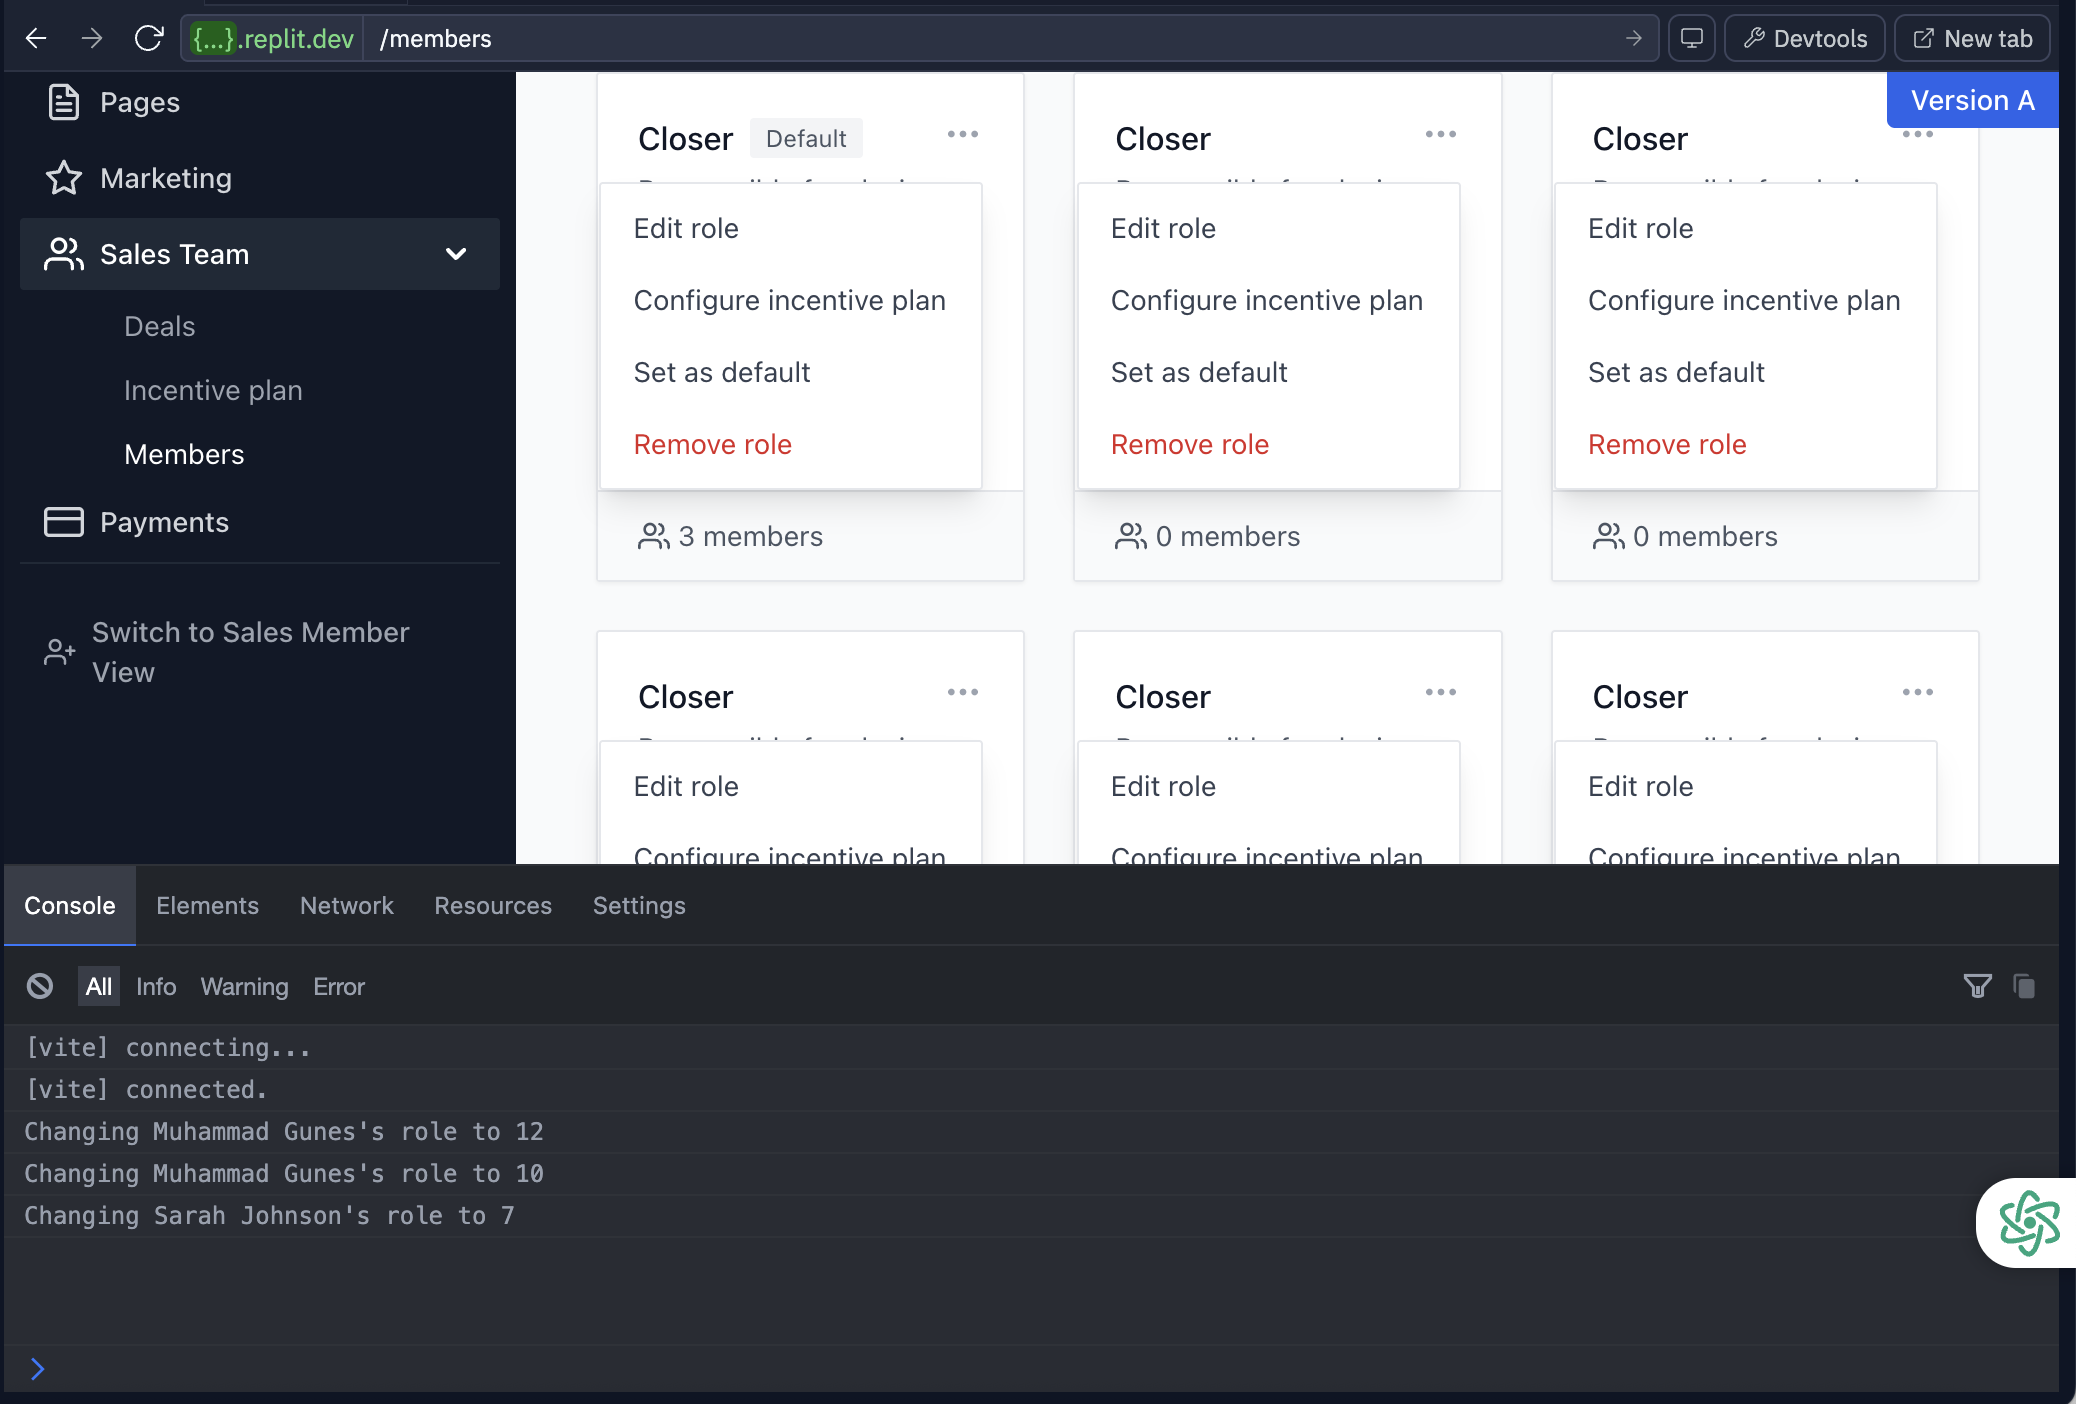 {...}.replit.dev /members Devtools New tab
Pages
Marketing
Sales Team
Deals
Incentive plan
Members
Payments
Switch to Sales Member
View
Version A
Closer Default
Edit role
Configure incentive plan
Set as default
Remove role
3 members
Closer
Edit role
Configure incentive plan
Set as default
Remove role
0 members
Closer
Edit role
Configure incentive plan
Set as default
Remove role
0 members
Closer
Edit role
Configure incentive plan
Closer
Edit role
Configure incentive plan
Closer
Edit role
Configure incentive plan
Console Elements Network Resources Settings
All Info Warning Error
[vite] connecting...
[vite] connected.
Changing Muhammad Gunes's role to 12
Changing Muhammad Gunes's role to 10
Changing Sarah Johnson's role to 7